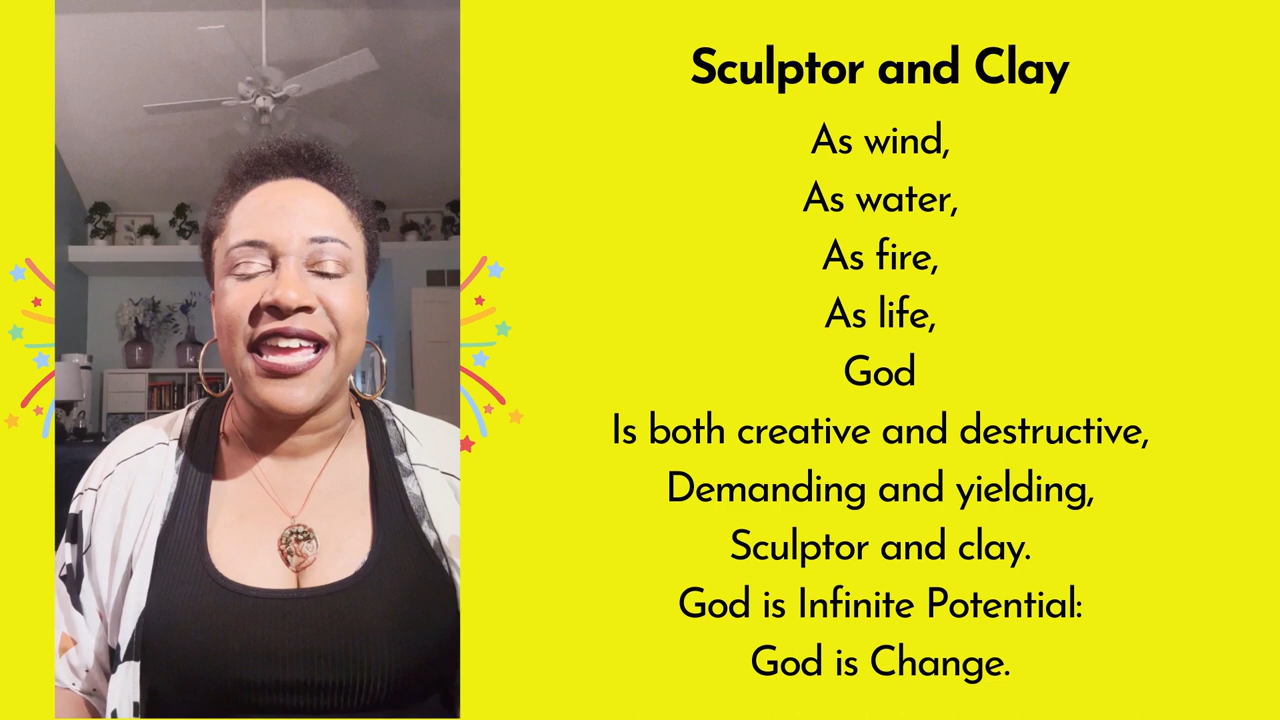 Sculptor and Clay
As wind,
As water,
As fire,
As life,
God
Is both creative and destructive,
Demanding and yielding,
Sculptor and clay.
God is Infinite Potential:
God is Change.